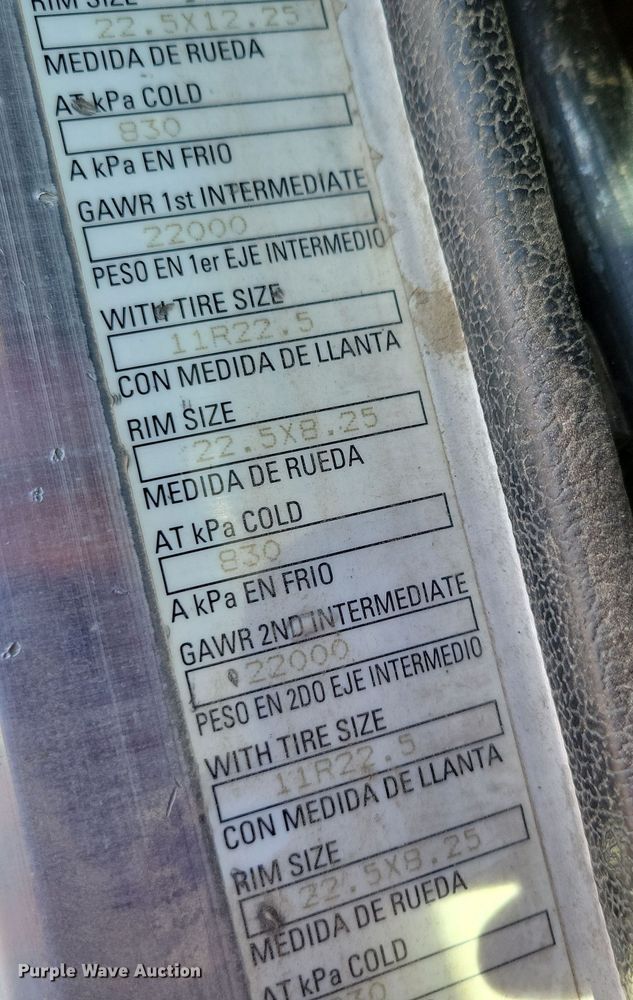 RIM SIZE
22.5X12.25
MEDIDA DE RUEDA
AT kPa COLD
830
A kPa EN FRIO
GAWR 1st INTERMEDIATE
22000
PESO EN 1er EJE INTERMEDIO
WITH TIRE SIZE
11R22.5
CON MEDIDA DE LLANTA
RIM SIZE
22.5X8.25
MEDIDA DE RUEDA
AT kPa COLD
830
A kPa EN FRIO
GAWR 2ND INTERMEDIATE
22000
PESO EN 2DO EJE INTERMEDIO
WITH TIRE SIZE
11R22.5
CON MEDIDA DE LLANTA
RIM SIZE
22.5X8.25
MEDIDA DE RUEDA
AT kPa COLD
Purple Wave Auction